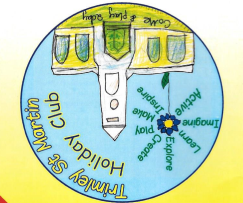 Come & Play Today
Trimley St Martin
Holiday Club
Inspire
Make
Play
Create
Explore
Learn
Imagine
Active